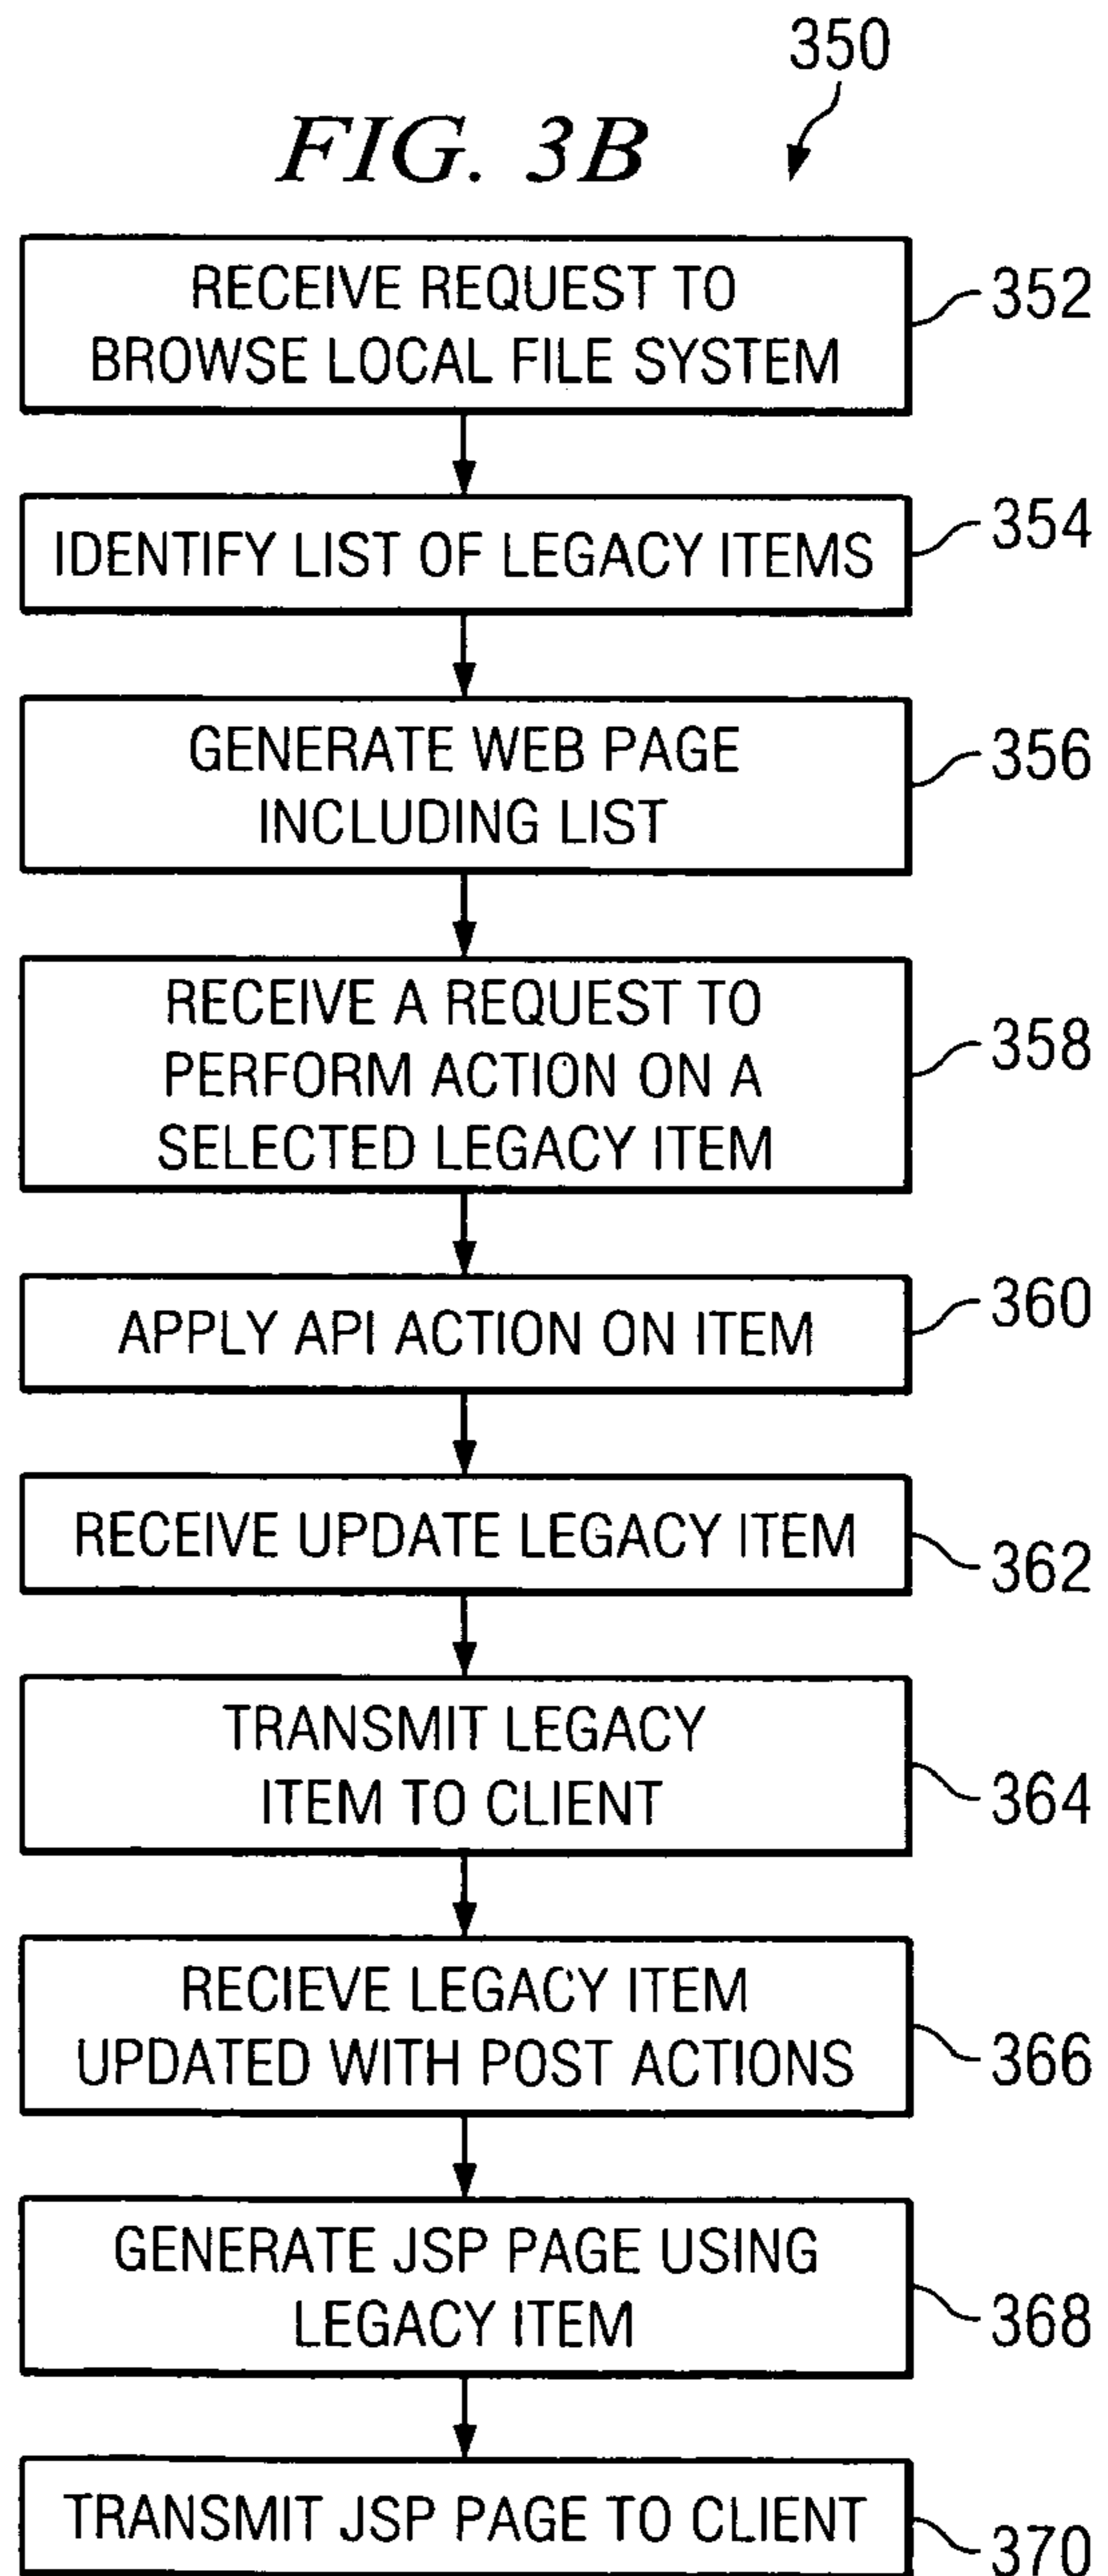 350
FIG. 3B
RECEIVE REQUEST TO
BROWSE LOCAL FILE SYSTEM
352
IDENTIFY LIST OF LEGACY ITEMS
354
GENERATE WEB PAGE
INCLUDING LIST
356
RECEIVE A REQUEST TO
PERFORM ACTION ON A
SELECTED LEGACY ITEM
358
APPLY API ACTION ON ITEM
360
RECEIVE UPDATE LEGACY ITEM
362
TRANSMIT LEGACY
ITEM TO CLIENT
364
RECIEVE LEGACY ITEM
UPDATED WITH POST ACTIONS
366
GENERATE JSP PAGE USING
LEGACY ITEM
368
TRANSMIT JSP PAGE TO CLIENT
370